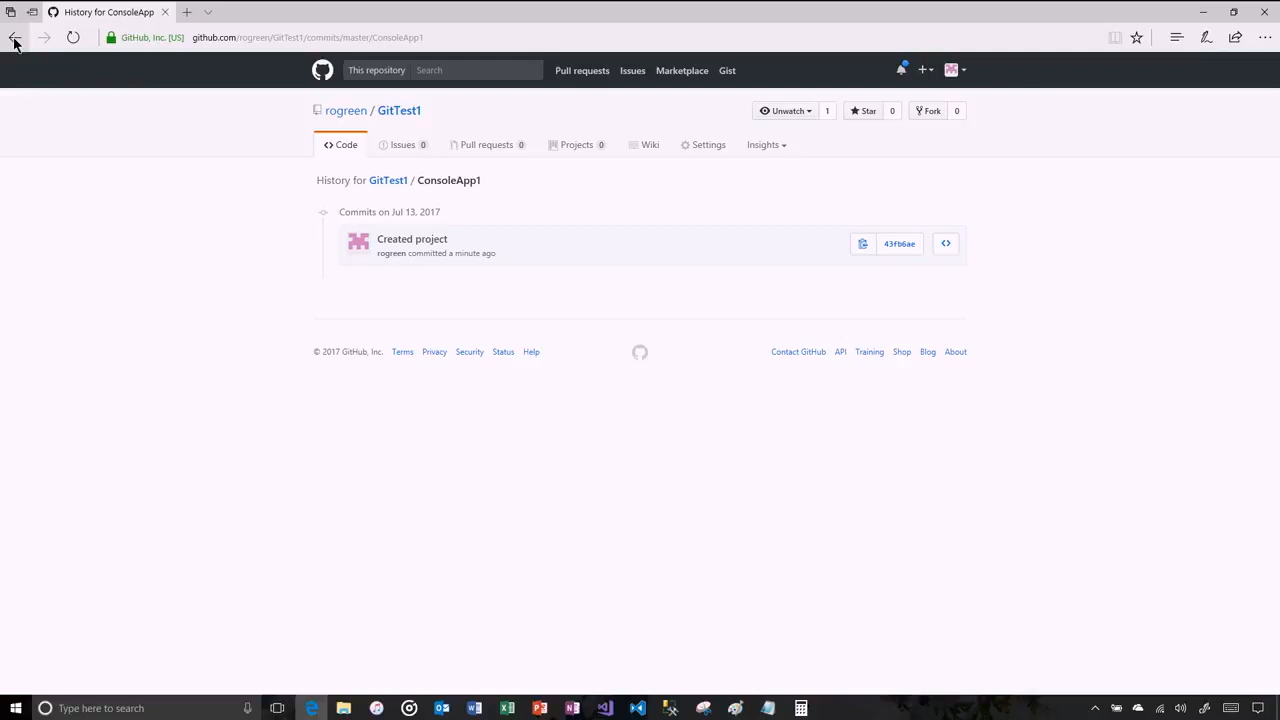 History for ConsoleApp
GitHub, Inc. [US] github.com/rogreen/GitTest1/commits/master/ConsoleApp1
This repository Search Pull requests Issues Marketplace Gist
rogreen / GitTest1 Unwatch 1 Star 0 Fork 0
Code Issues 0 Pull requests 0 Projects 0 Wiki Settings Insights
History for GitTest1 / ConsoleApp1
Commits on Jul 13, 2017
Created project
rogreen committed a minute ago
43fb6ae
© 2017 GitHub, Inc. Terms Privacy Security Status Help Contact GitHub API Training Shop Blog About
Type here to search